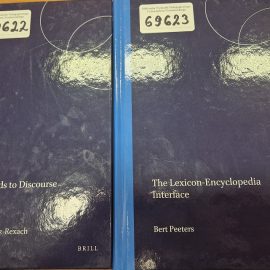 9622
ds to Discourse
-Rexach
BRILL
69623
The Lexicon-Encyclopedia
Interface
Bert Peeters